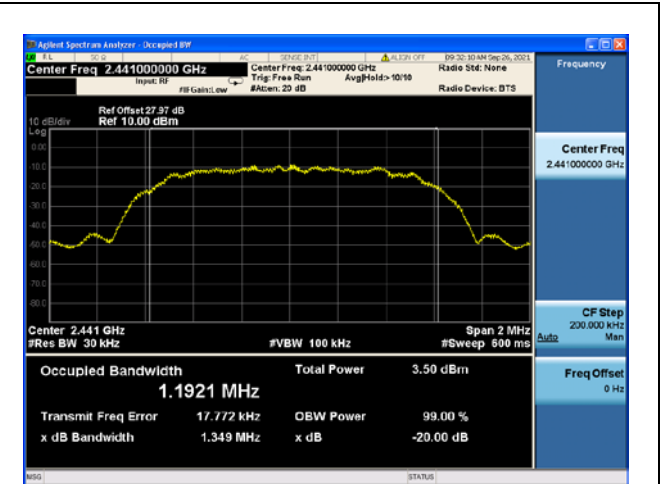 Agilent Spectrum Analyzer - Occupied BW
RL 50 Ω AC SENSE:INT ALIGN OFF 09:32:10 AM Sep 26, 2021
Center Freq 2.441000000 GHz Center Freq: 2.441000000 GHz Radio Std: None Frequency
Input: RF Trig: Free Run Avg|Hold:> 10/10
#IFGain:Low #Atten: 20 dB Radio Device: BTS
Ref Offset 27.97 dB
10 dB/div Ref 10.00 dBm
Log
0.00
-10.0
-20.0
-30.0
-40.0
-50.0
-60.0
-70.0
-80.0
Center Freq
2.441000000 GHz
Center 2.441 GHz Span 2 MHz
#Res BW 30 kHz #VBW 100 kHz #Sweep 600 ms
CF Step
200.000 kHz
Auto Man
Occupied Bandwidth Total Power 3.50 dBm
1.1921 MHz
Freq Offset
0 Hz
Transmit Freq Error 17.772 kHz OBW Power 99.00 %
x dB Bandwidth 1.349 MHz x dB -20.00 dB
MSG STATUS